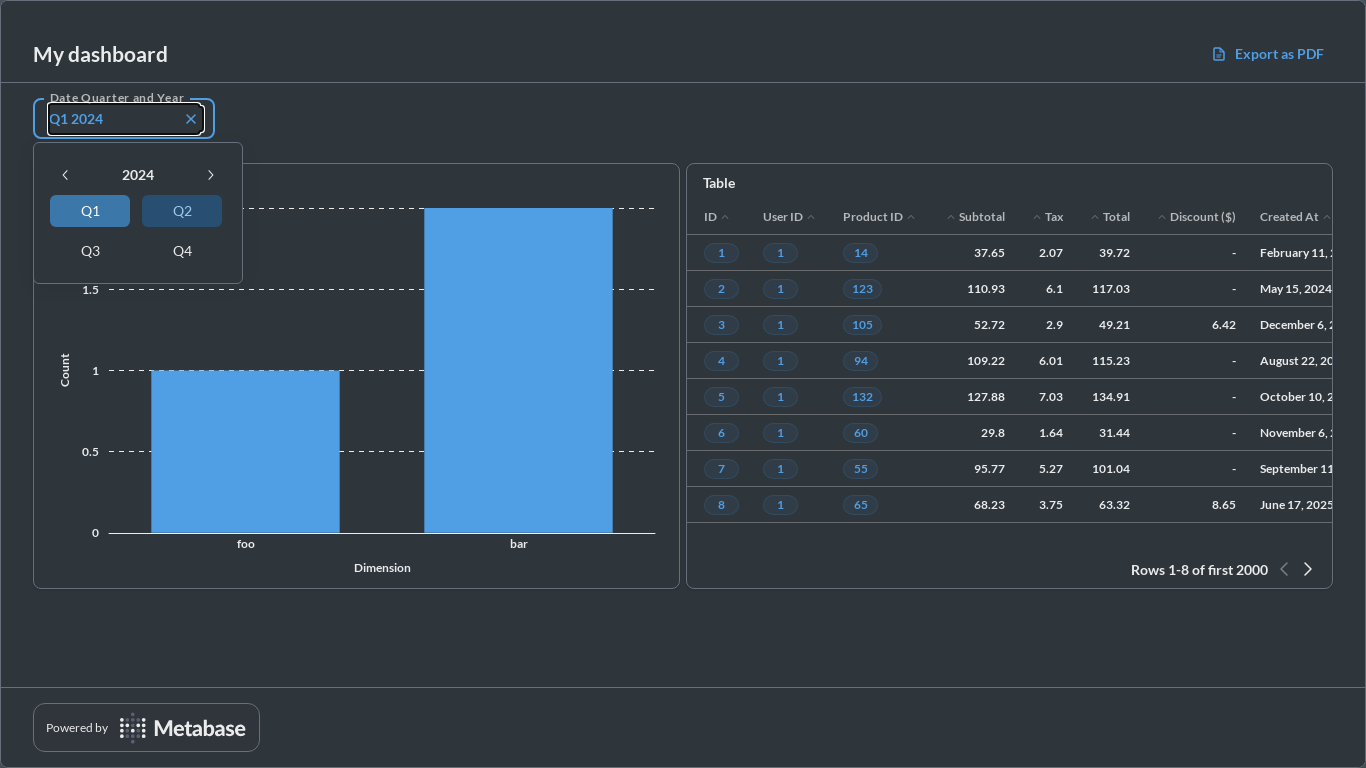 My dashboard
Export as PDF
Date Quarter and Year
Q1 2024
2024
Q1 Q2
Q3 Q4
1.5
1
0.5
0
Count
foo bar
Dimension
Table
ID User ID Product ID Subtotal Tax Total Discount ($) Created At
1 1 14 37.65 2.07 39.72 - February 11,
2 1 123 110.93 6.1 117.03 - May 15, 2024
3 1 105 52.72 2.9 49.21 6.42 December 6,
4 1 94 109.22 6.01 115.23 - August 22, 20
5 1 132 127.88 7.03 134.91 - October 10, 2
6 1 60 29.8 1.64 31.44 - November 6,
7 1 55 95.77 5.27 101.04 - September 11
8 1 65 68.23 3.75 63.32 8.65 June 17, 2025
Rows 1-8 of first 2000
Powered by Metabase